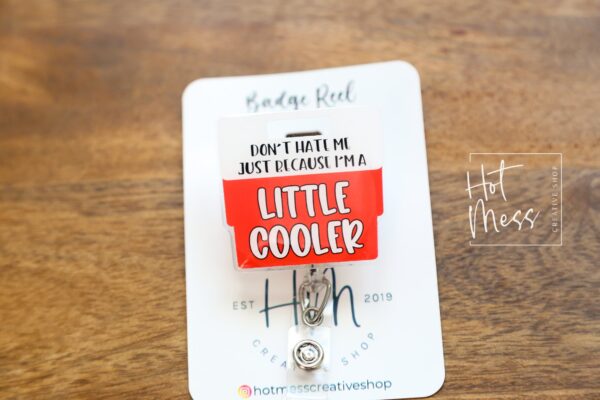 Badge Reel
DON'T HATE ME
JUST BECAUSE I'M A
LITTLE
COOLER
EST 2019
CREATIVE SHOP
hotmesscreativeshop
Hot
Mess
CREATIVE SHOP